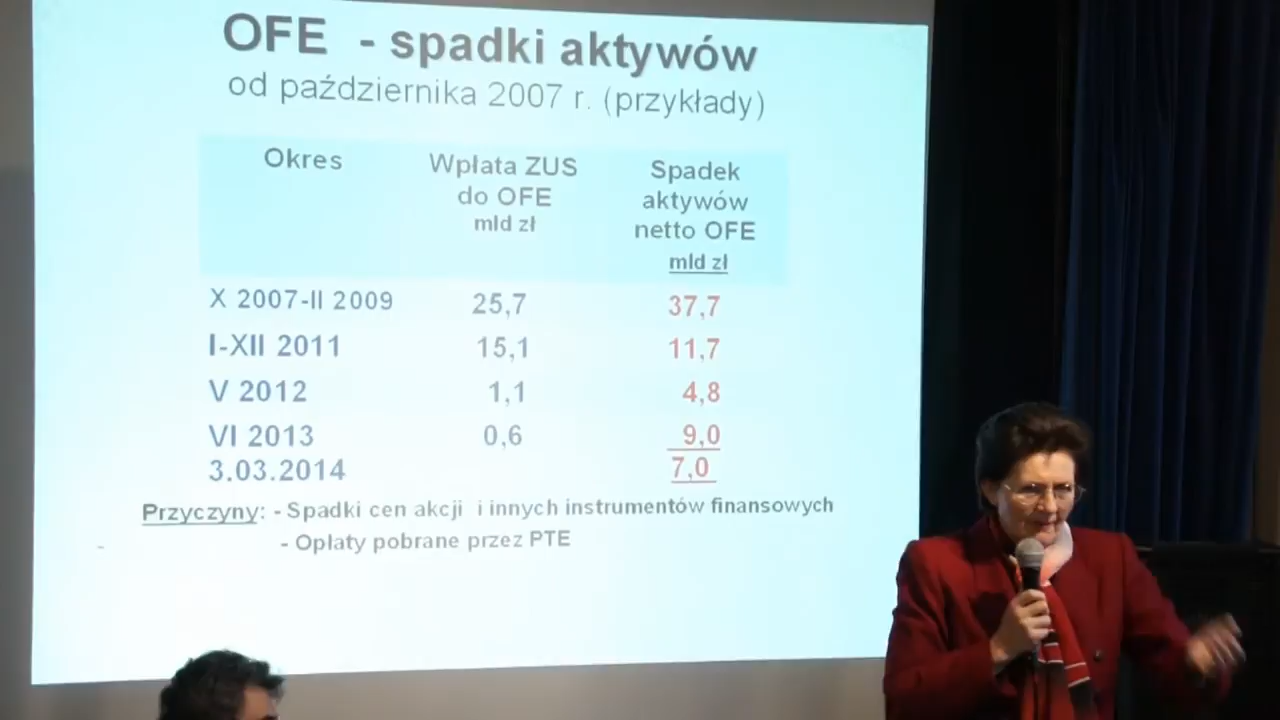 OFE - spadki aktywów
od października 2007 r. (przykłady)
Okres Wpłata ZUS do OFE mld zł Spadek aktywów netto OFE mld zł
X 2007-II 2009 25,7 37,7
I-XII 2011 15,1 11,7
V 2012 1,1 4,8
VI 2013 0,6 9,0
3.03.2014 7,0
Przyczyny: - Spadki cen akcji i innych instrumentów finansowych
- - Opłaty pobrane przez PTE